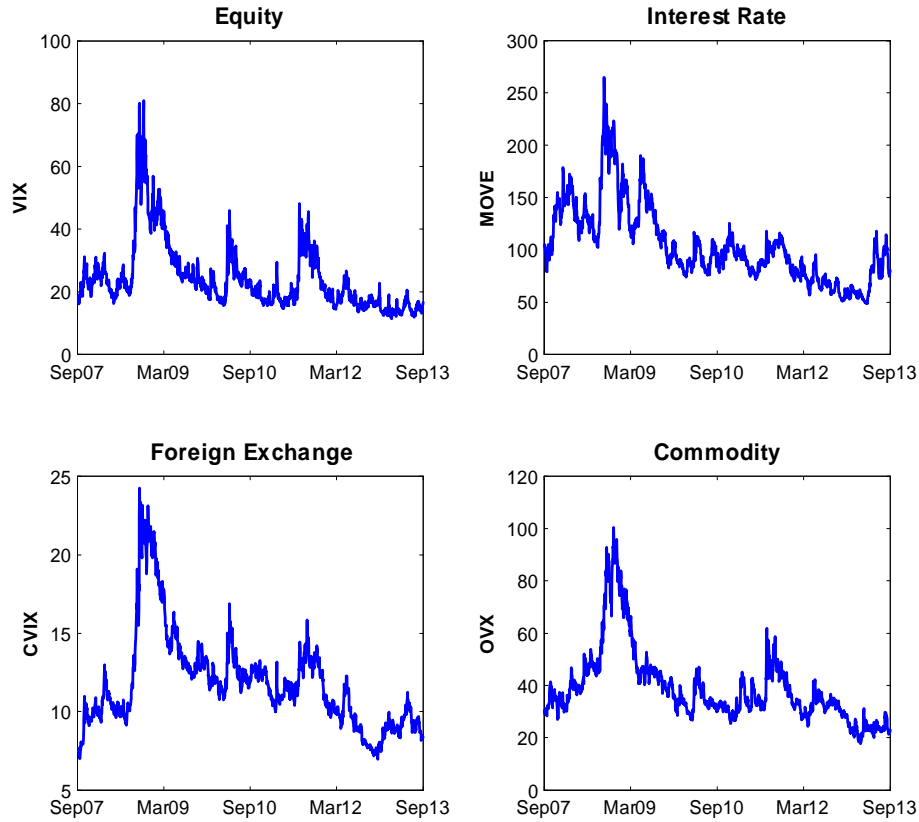 Equity
100
80
60
40
20
0
VIX
Sep07 Mar09 Sep10 Mar12 Sep13
Interest Rate
300
250
200
150
100
50
0
MOVE
Sep07 Mar09 Sep10 Mar12 Sep13
Foreign Exchange
25
20
15
10
5
CVIX
Sep07 Mar09 Sep10 Mar12 Sep13
Commodity
120
100
80
60
40
20
0
OVX
Sep07 Mar09 Sep10 Mar12 Sep13